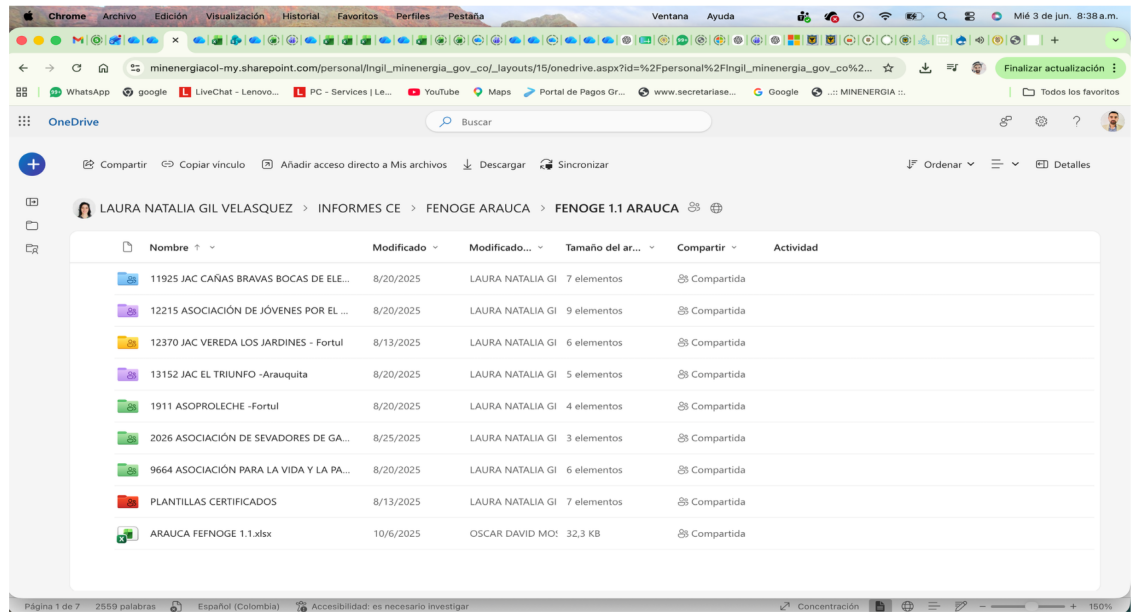 Chrome Archivo Edición Visualización Historial Favoritos Perfiles Pestaña Ventana Ayuda Mié 3 de jun. 8:38 a.m.
minenergiacol-my.sharepoint.com/personal/lngil_minenergia_gov_co/_layouts/15/onedrive.aspx?id=%2Fpersonal%2Flngil_minenergia_gov_co%2... Finalizar actualización
WhatsApp google LiveChat - Lenovo... PC - Services | Le... YouTube Maps Portal de Pagos Gr... www.secretariase... Google ..:: MINENERGIA ::. Todos los favoritos
OneDrive Buscar
Compartir Copiar vínculo Añadir acceso directo a Mis archivos Descargar Sincronizar Ordenar Detalles
LAURA NATALIA GIL VELASQUEZ > INFORMES CE > FENOGE ARAUCA > FENOGE 1.1 ARAUCA
Nombre Modificado Modificado... Tamaño del ar... Compartir Actividad
11925 JAC CAÑAS BRAVAS BOCAS DE ELE... 8/20/2025 LAURA NATALIA GI 7 elementos Compartida
12215 ASOCIACIÓN DE JÓVENES POR EL ... 8/20/2025 LAURA NATALIA GI 9 elementos Compartida
12370 JAC VEREDA LOS JARDINES - Fortul 8/13/2025 LAURA NATALIA GI 6 elementos Compartida
13152 JAC EL TRIUNFO -Arauquita 8/20/2025 LAURA NATALIA GI 5 elementos Compartida
1911 ASOPROLECHE -Fortul 8/20/2025 LAURA NATALIA GI 4 elementos Compartida
2026 ASOCIACIÓN DE SEVADORES DE GA... 8/25/2025 LAURA NATALIA GI 3 elementos Compartida
9664 ASOCIACIÓN PARA LA VIDA Y LA PA... 8/20/2025 LAURA NATALIA GI 6 elementos Compartida
PLANTILLAS CERTIFICADOS 8/13/2025 LAURA NATALIA GI 7 elementos Compartida
ARAUCA FEFNOGE 1.1.xlsx 10/6/2025 OSCAR DAVID MOS 32,3 KB Compartida
Página 1 de 7 2559 palabras Español (Colombia) Accesibilidad: es necesario investigar Concentración 150%